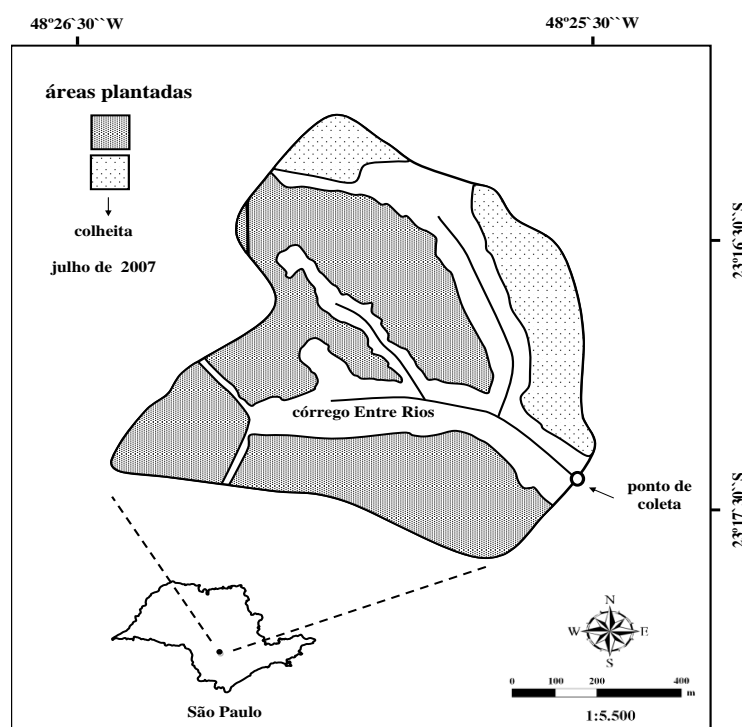 48º26´30``W
48º25´30``W
áreas plantadas
colheita
julho de 2007
23º16´30``S
córrego Entre Rios
ponto de
coleta
23º17´30``S
N
W
E
S
São Paulo
0 100 200 400
m
1:5.500